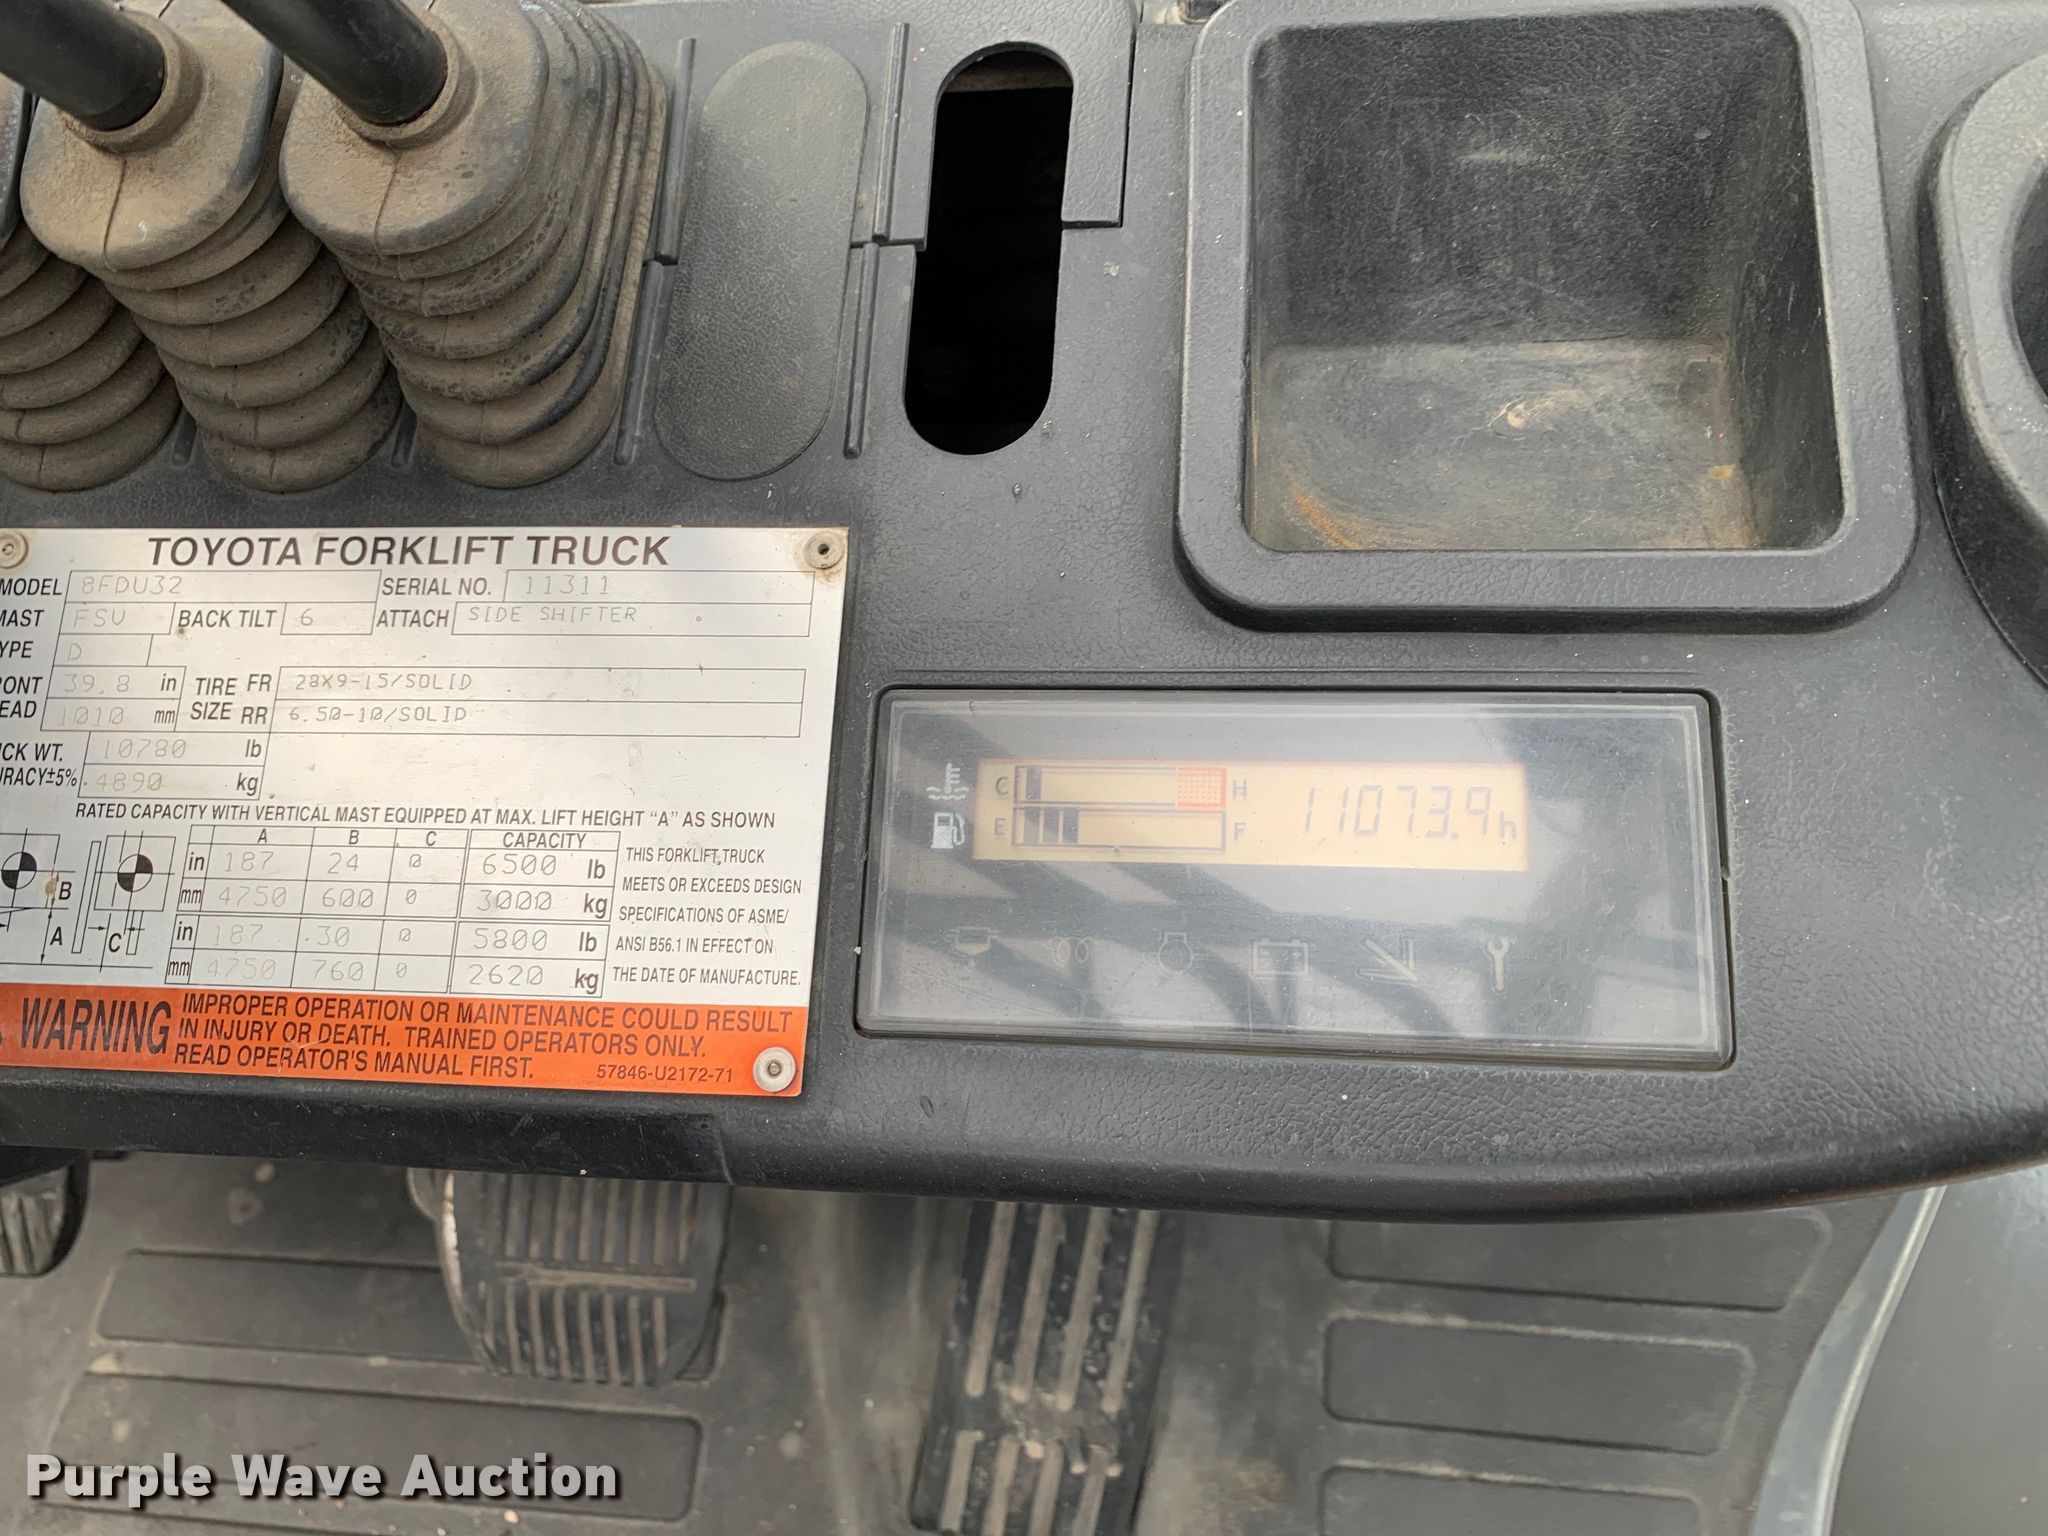 TOYOTA FORKLIFT TRUCK
MODEL 8FDU32 SERIAL NO. 11311
MAST FSV BACK TILT 6 ATTACH SIDE SHIFTER
YPE D
RONT 39.8 in TIRE FR 28X9-15/SOLID
EAD 1010 mm SIZE RR 6.50-10/SOLID
CK WT. 10780 lb
RACY±5% 4890 kg
RATED CAPACITY WITH VERTICAL MAST EQUIPPED AT MAX. LIFT HEIGHT "A" AS SHOWN
A B C CAPACITY
in 187 24 0 6500 lb
mm 4750 600 0 3000 kg
in 187 30 0 5800 lb
mm 4750 760 0 2620 kg
B
A C
THIS FORKLIFT TRUCK
MEETS OR EXCEEDS DESIGN
SPECIFICATIONS OF ASME/
ANSI B56.1 IN EFFECT ON
THE DATE OF MANUFACTURE.
WARNING
IMPROPER OPERATION OR MAINTENANCE COULD RESULT
IN INJURY OR DEATH. TRAINED OPERATORS ONLY.
READ OPERATOR'S MANUAL FIRST. 57846-U2172-71
C H 11073.9h
E F
Purple Wave Auction